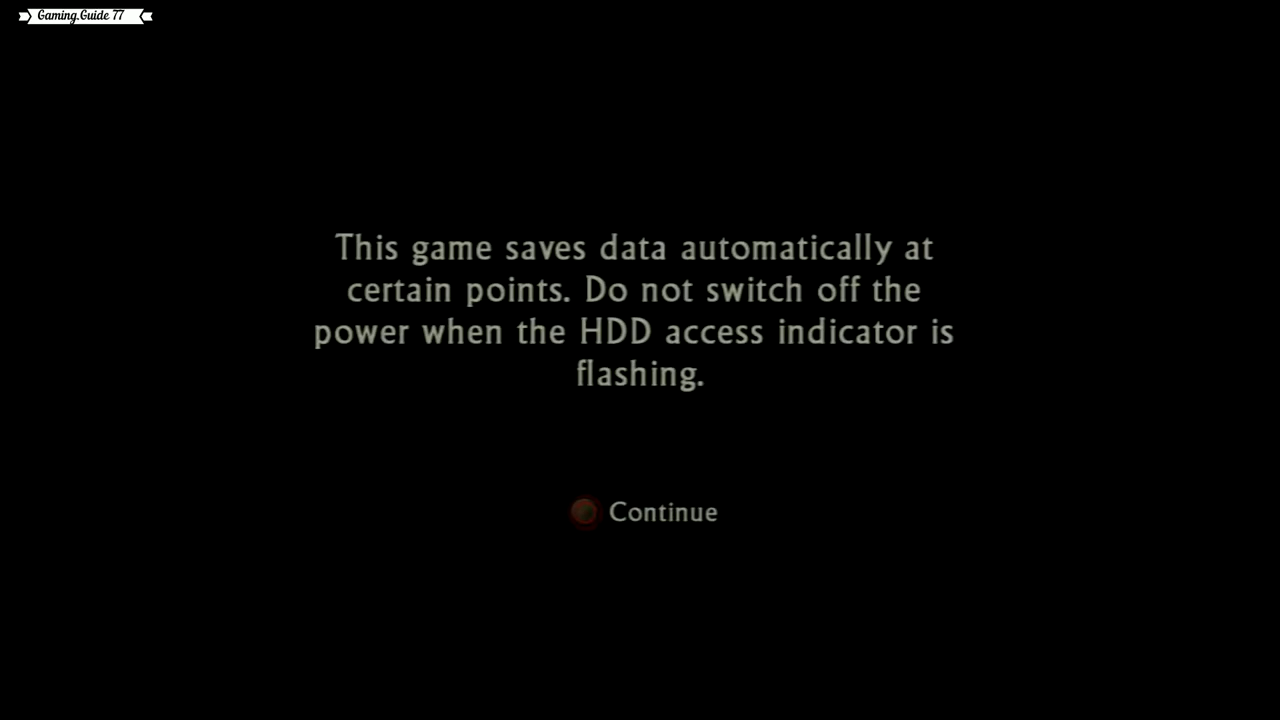 Gaming.Guide 77
This game saves data automatically at
certain points. Do not switch off the
power when the HDD access indicator is
flashing.
Continue